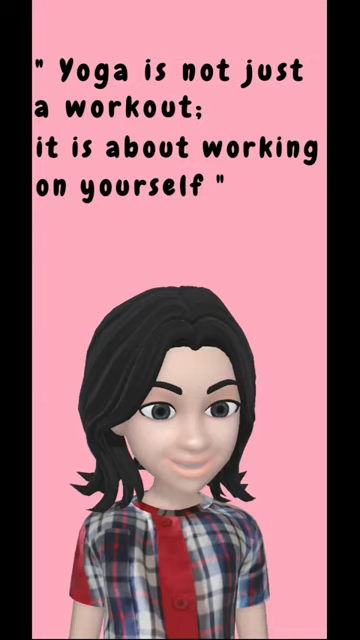 " Yoga is not just
a workout;
it is about working
on yourself "